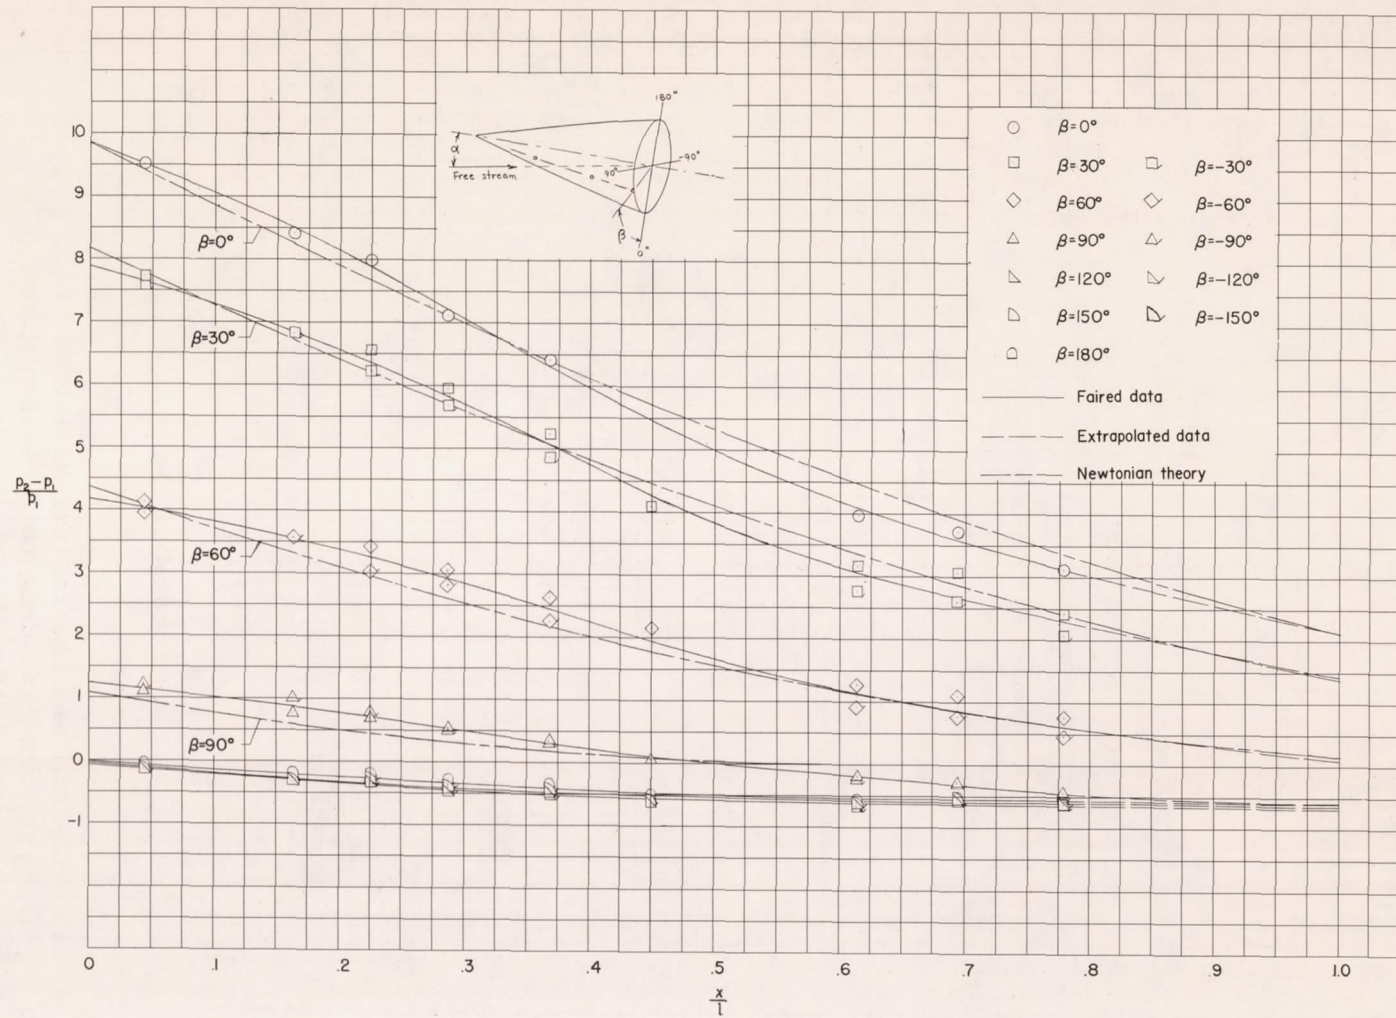 10
9
8
7
6
5
4
3
2
1
0
-1
p₂-p₁
p₁
0 .1 .2 .3 .4 .5 .6 .7 .8 .9 1.0
x
l
β=0°
β=30°
β=60°
β=90°
180°
α
Free stream
90°
-90°
β
0°
β=0°
β=30° β=-30°
β=60° β=-60°
β=90° β=-90°
β=120° β=-120°
β=150° β=-150°
β=180°
Faired data
Extrapolated data
Newtonian theory